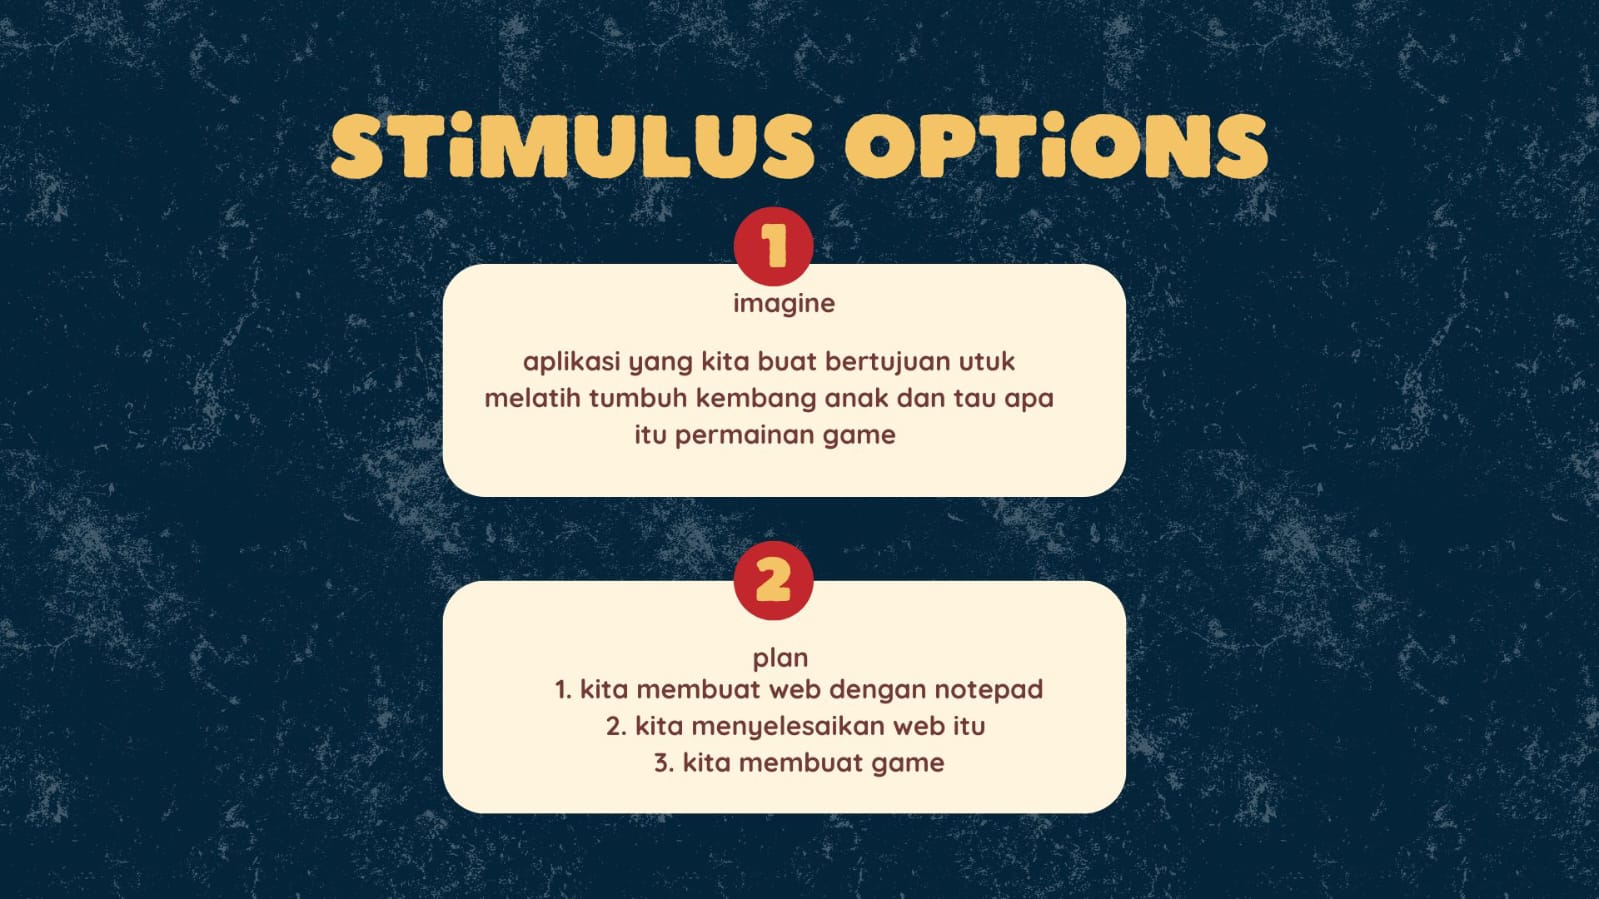 STiMULUS OPTiONS
1
imagine
aplikasi yang kita buat bertujuan utuk
melatih tumbuh kembang anak dan tau apa
itu permainan game
2
plan
1. kita membuat web dengan notepad
2. kita menyelesaikan web itu
3. kita membuat game